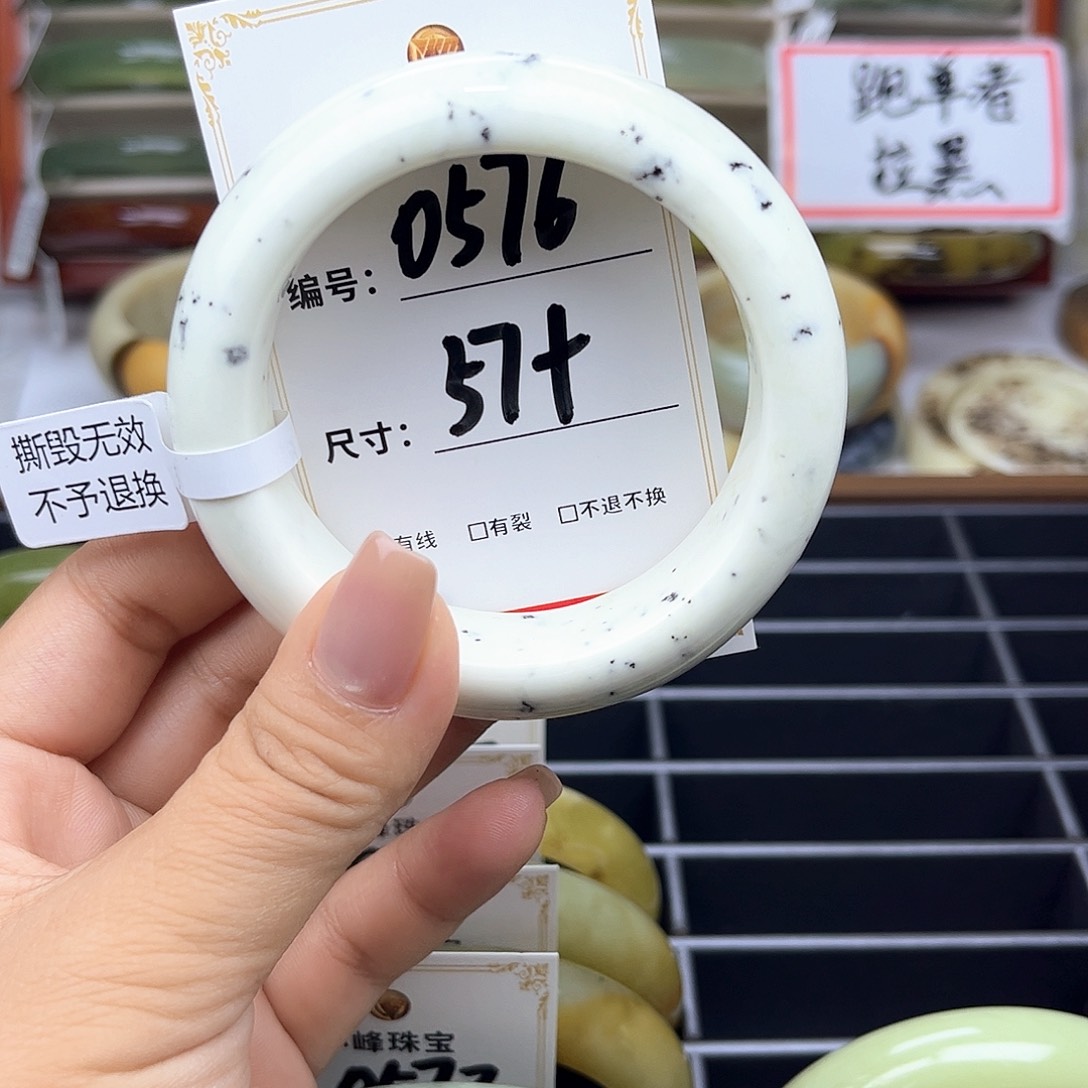 跑单者
拉黑
编号：0576
尺寸：57+
有线 □有裂 □不退不换
撕毁无效
不予退换
峰珠宝